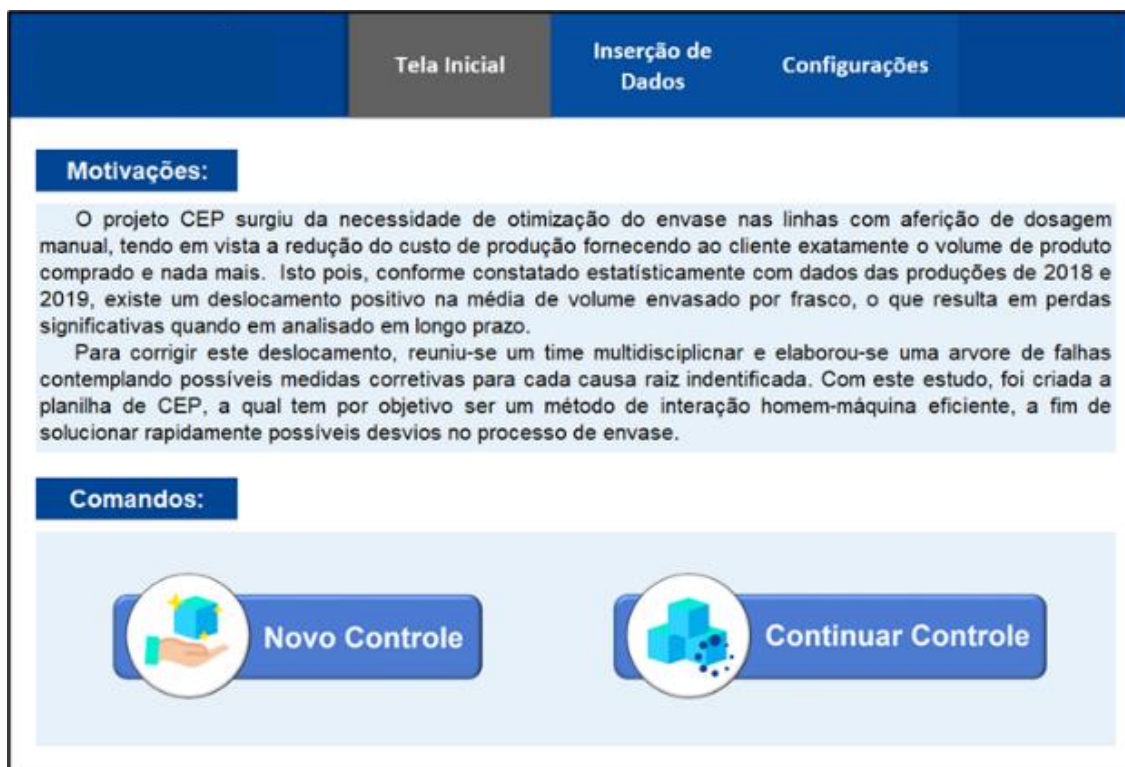 Tela Inicial
Inserção de
Dados
Configurações
Motivações:
O projeto CEP surgiu da necessidade de otimização do envase nas linhas com aferição de dosagem
manual, tendo em vista a redução do custo de produção fornecendo ao cliente exatamente o volume de produto
comprado e nada mais. Isto pois, conforme constatado estatísticamente com dados das produções de 2018 e
2019, existe um deslocamento positivo na média de volume envasado por frasco, o que resulta em perdas
significativas quando em analisado em longo prazo.
Para corrigir este deslocamento, reuniu-se um time multidisciplicnar e elaborou-se uma arvore de falhas
contemplando possíveis medidas corretivas para cada causa raiz indentificada. Com este estudo, foi criada a
planilha de CEP, a qual tem por objetivo ser um método de interação homem-máquina eficiente, a fim de
solucionar rapidamente possíveis desvios no processo de envase.
Comandos:
Novo Controle
Continuar Controle